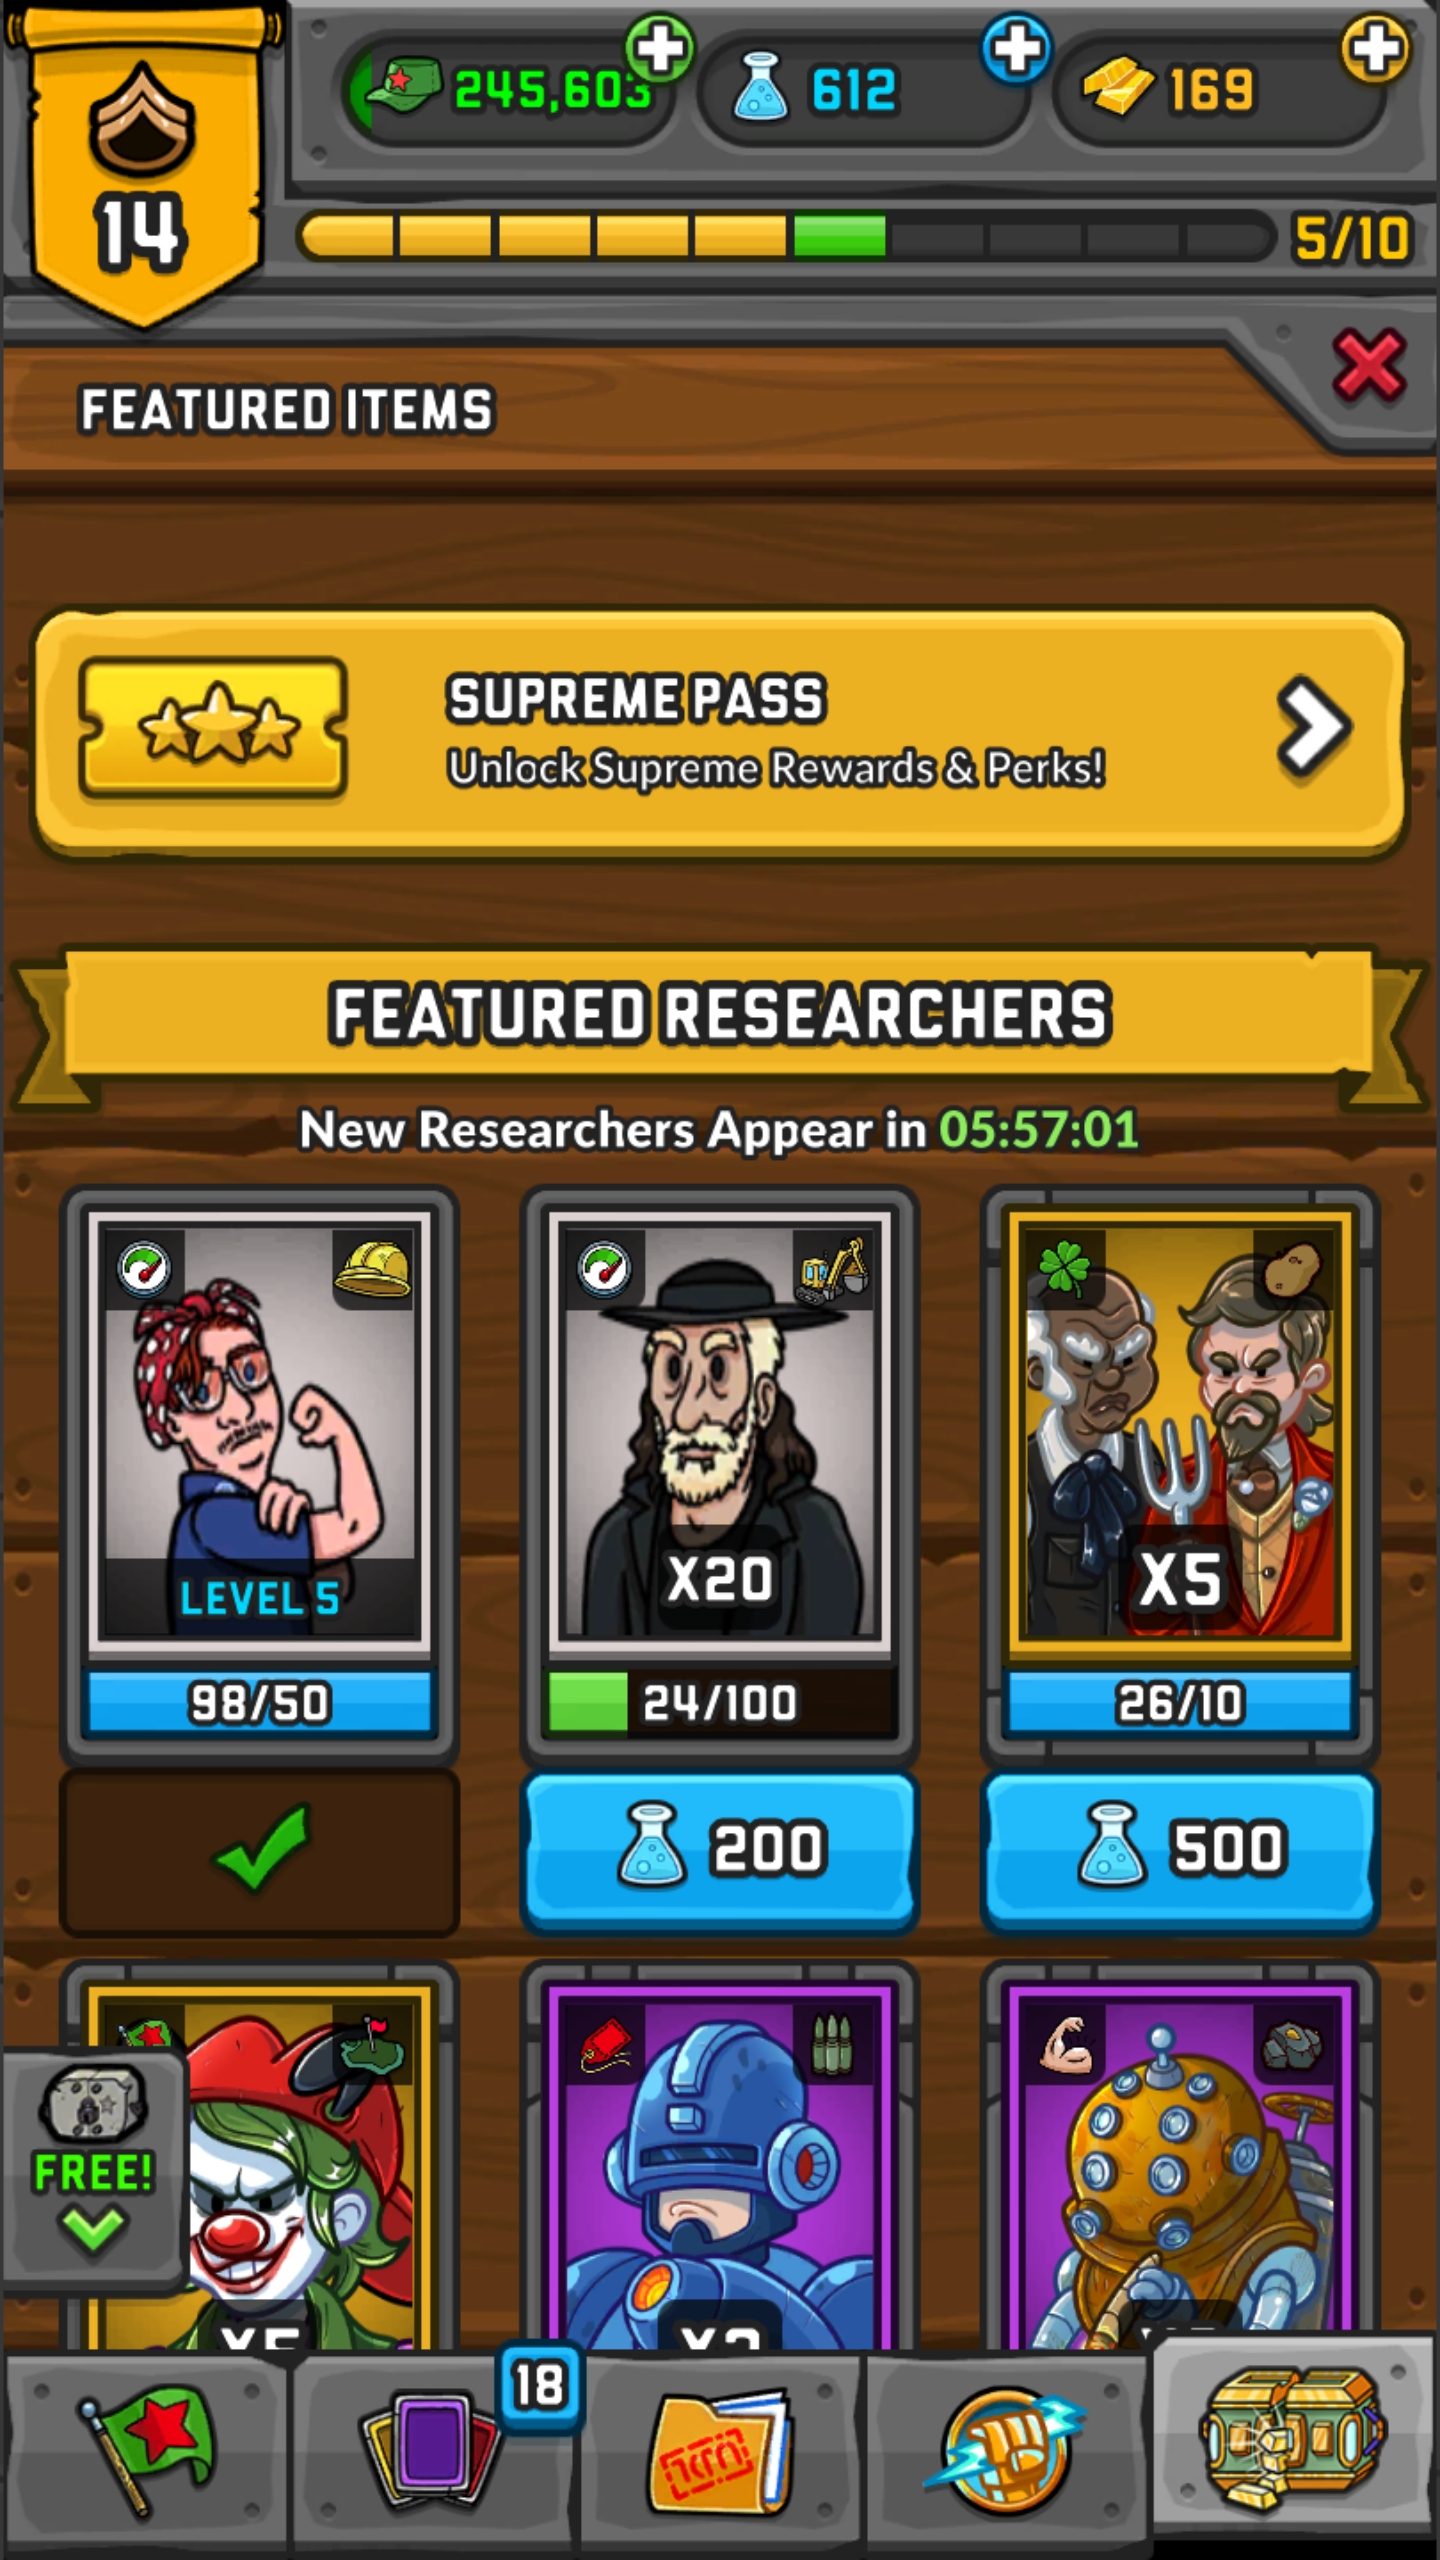 245,603
612
169
14
5/10
FEATURED ITEMS
SUPREME PASS
Unlock Supreme Rewards & Perks!
FEATURED RESEARCHERS
New Researchers Appear in 05:57:01
LEVEL 5
X20
X5
98/50
24/100
26/10
200
500
FREE!
X5
18